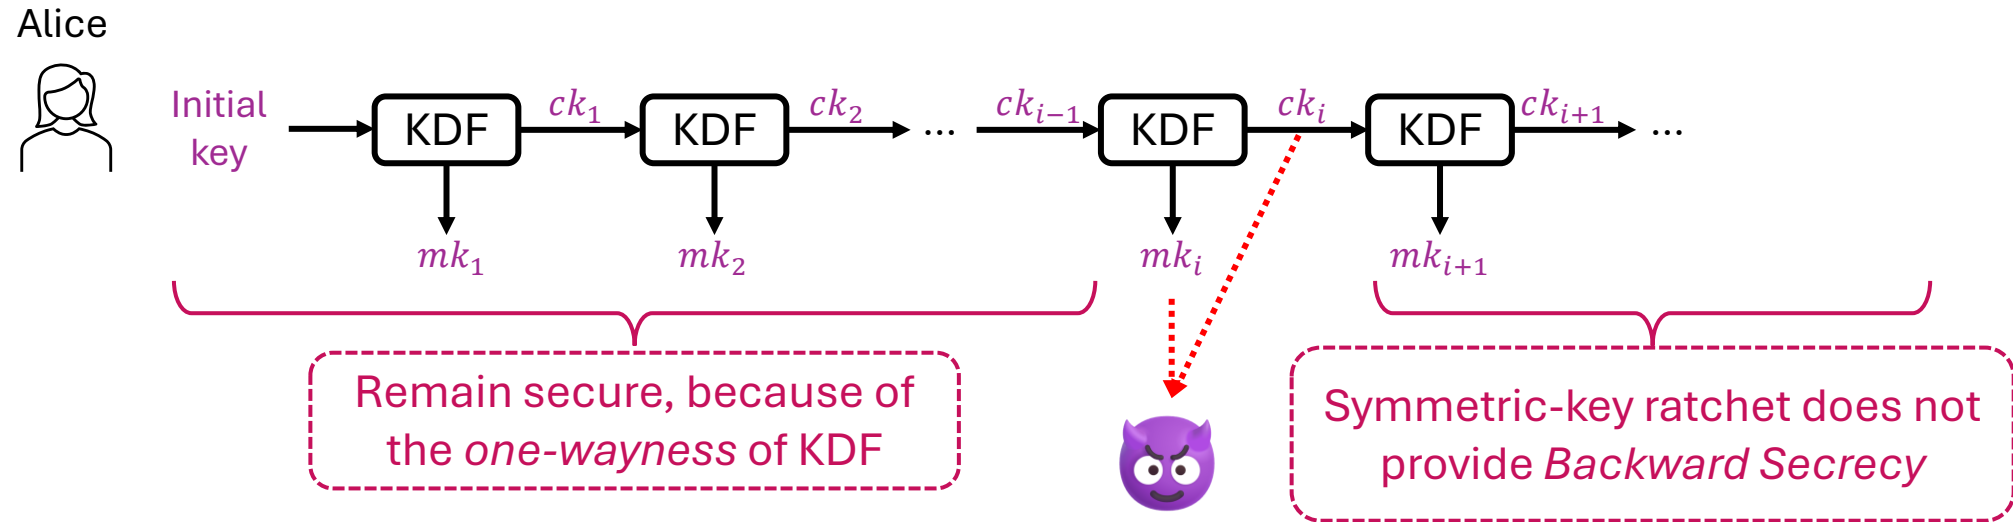 Alice
Initial
key
KDF
ck₁
KDF
ck₂
...
ckᵢ₋₁
KDF
ckᵢ
KDF
ckᵢ₊₁
...
mk₁
mk₂
mkᵢ
mkᵢ₊₁
Remain secure, because of
the one-wayness of KDF
Symmetric-key ratchet does not
provide Backward Secrecy